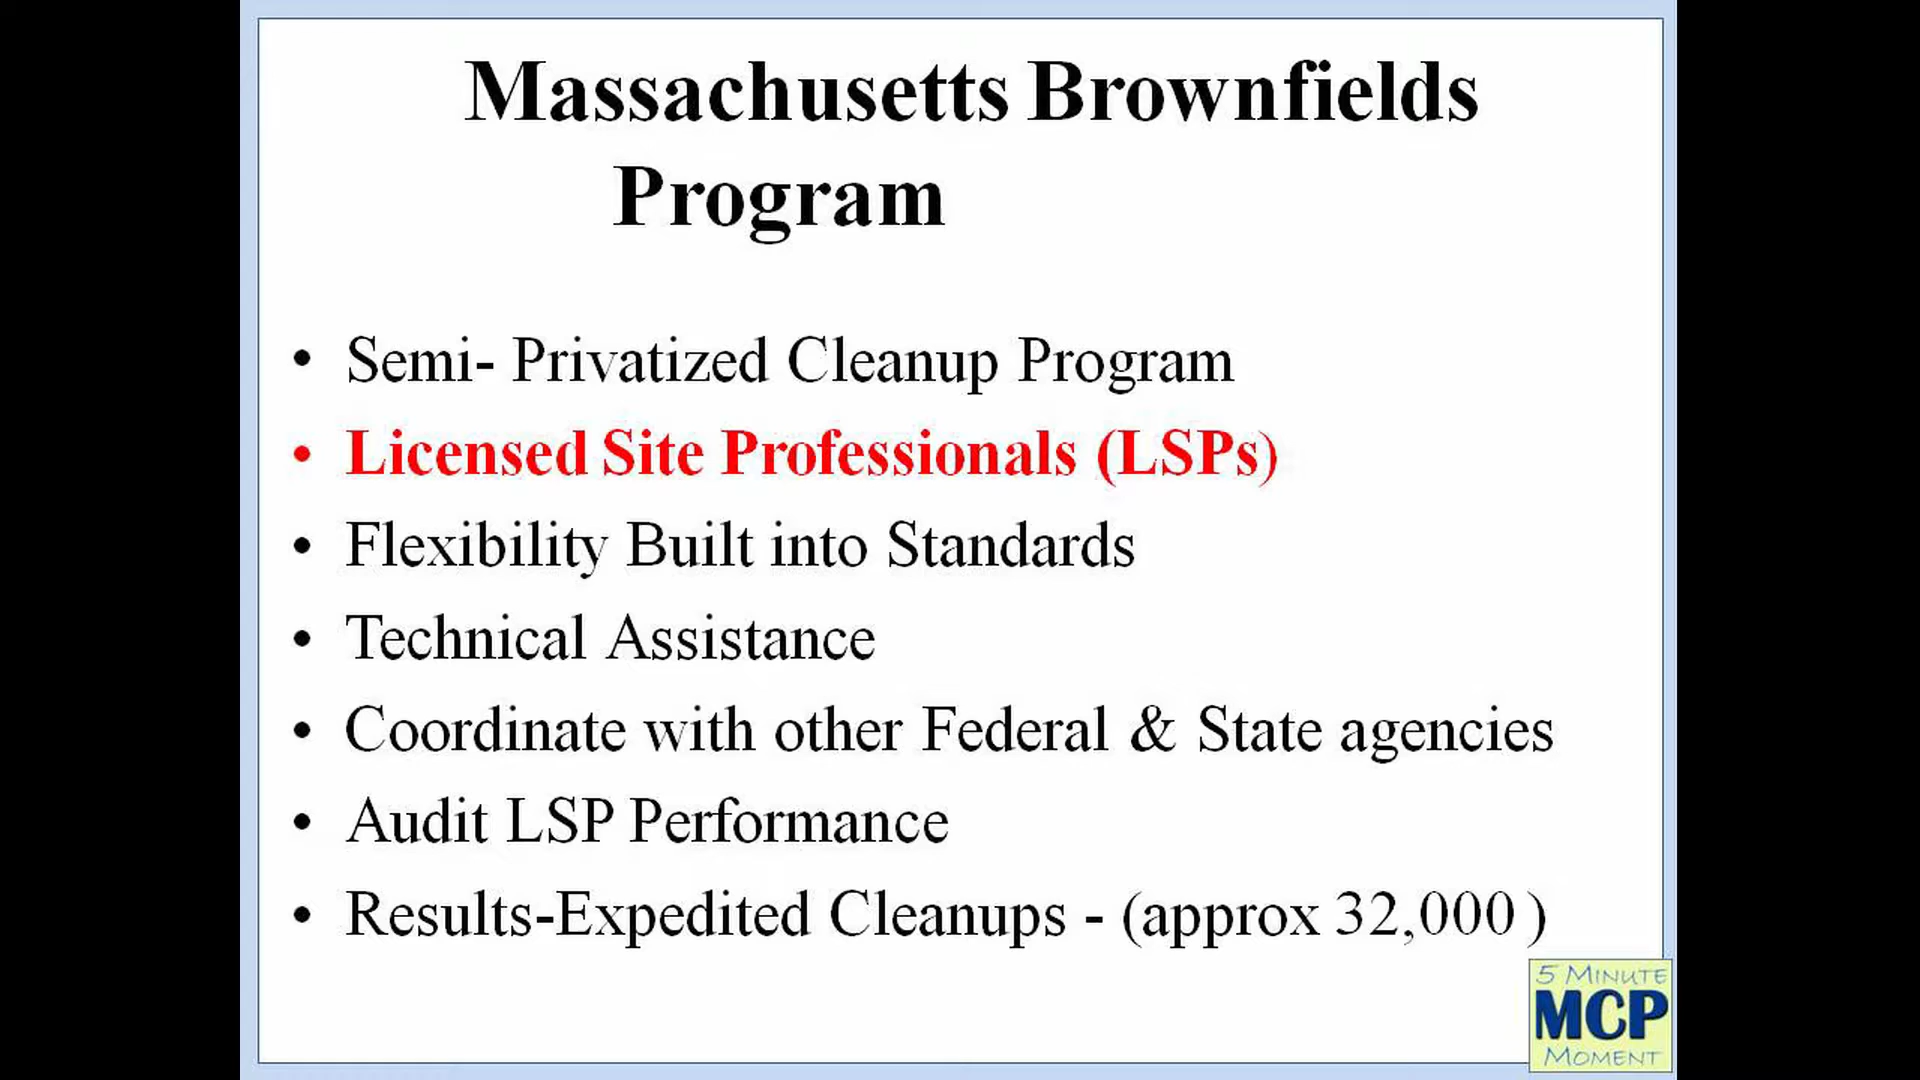 Massachusetts Brownfields
Program
• Semi- Privatized Cleanup Program
• Licensed Site Professionals (LSPs)
• Flexibility Built into Standards
• Technical Assistance
• Coordinate with other Federal & State agencies
• Audit LSP Performance
• Results-Expedited Cleanups - (approx 32,000 )
5 MINUTE
MCP
MOMENT